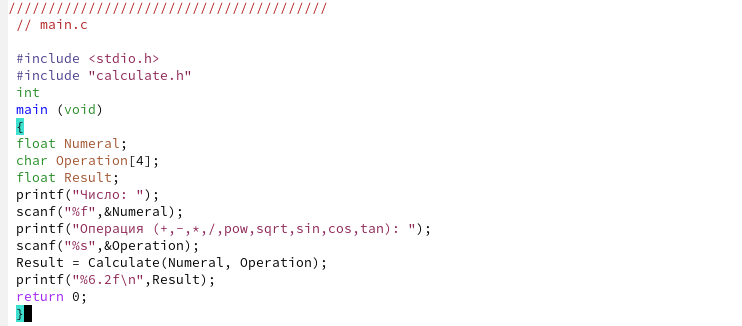 ////////////////////////////////////////
// main.c
#include <stdio.h>
#include "calculate.h"
int
main (void)
{
float Numeral;
char Operation[4];
float Result;
printf("Число: ");
scanf("%f",&Numeral);
printf("Операция (+,-,*,/,pow,sqrt,sin,cos,tan): ");
scanf("%s",&Operation);
Result = Calculate(Numeral, Operation);
printf("%6.2f\n",Result);
return 0;
}